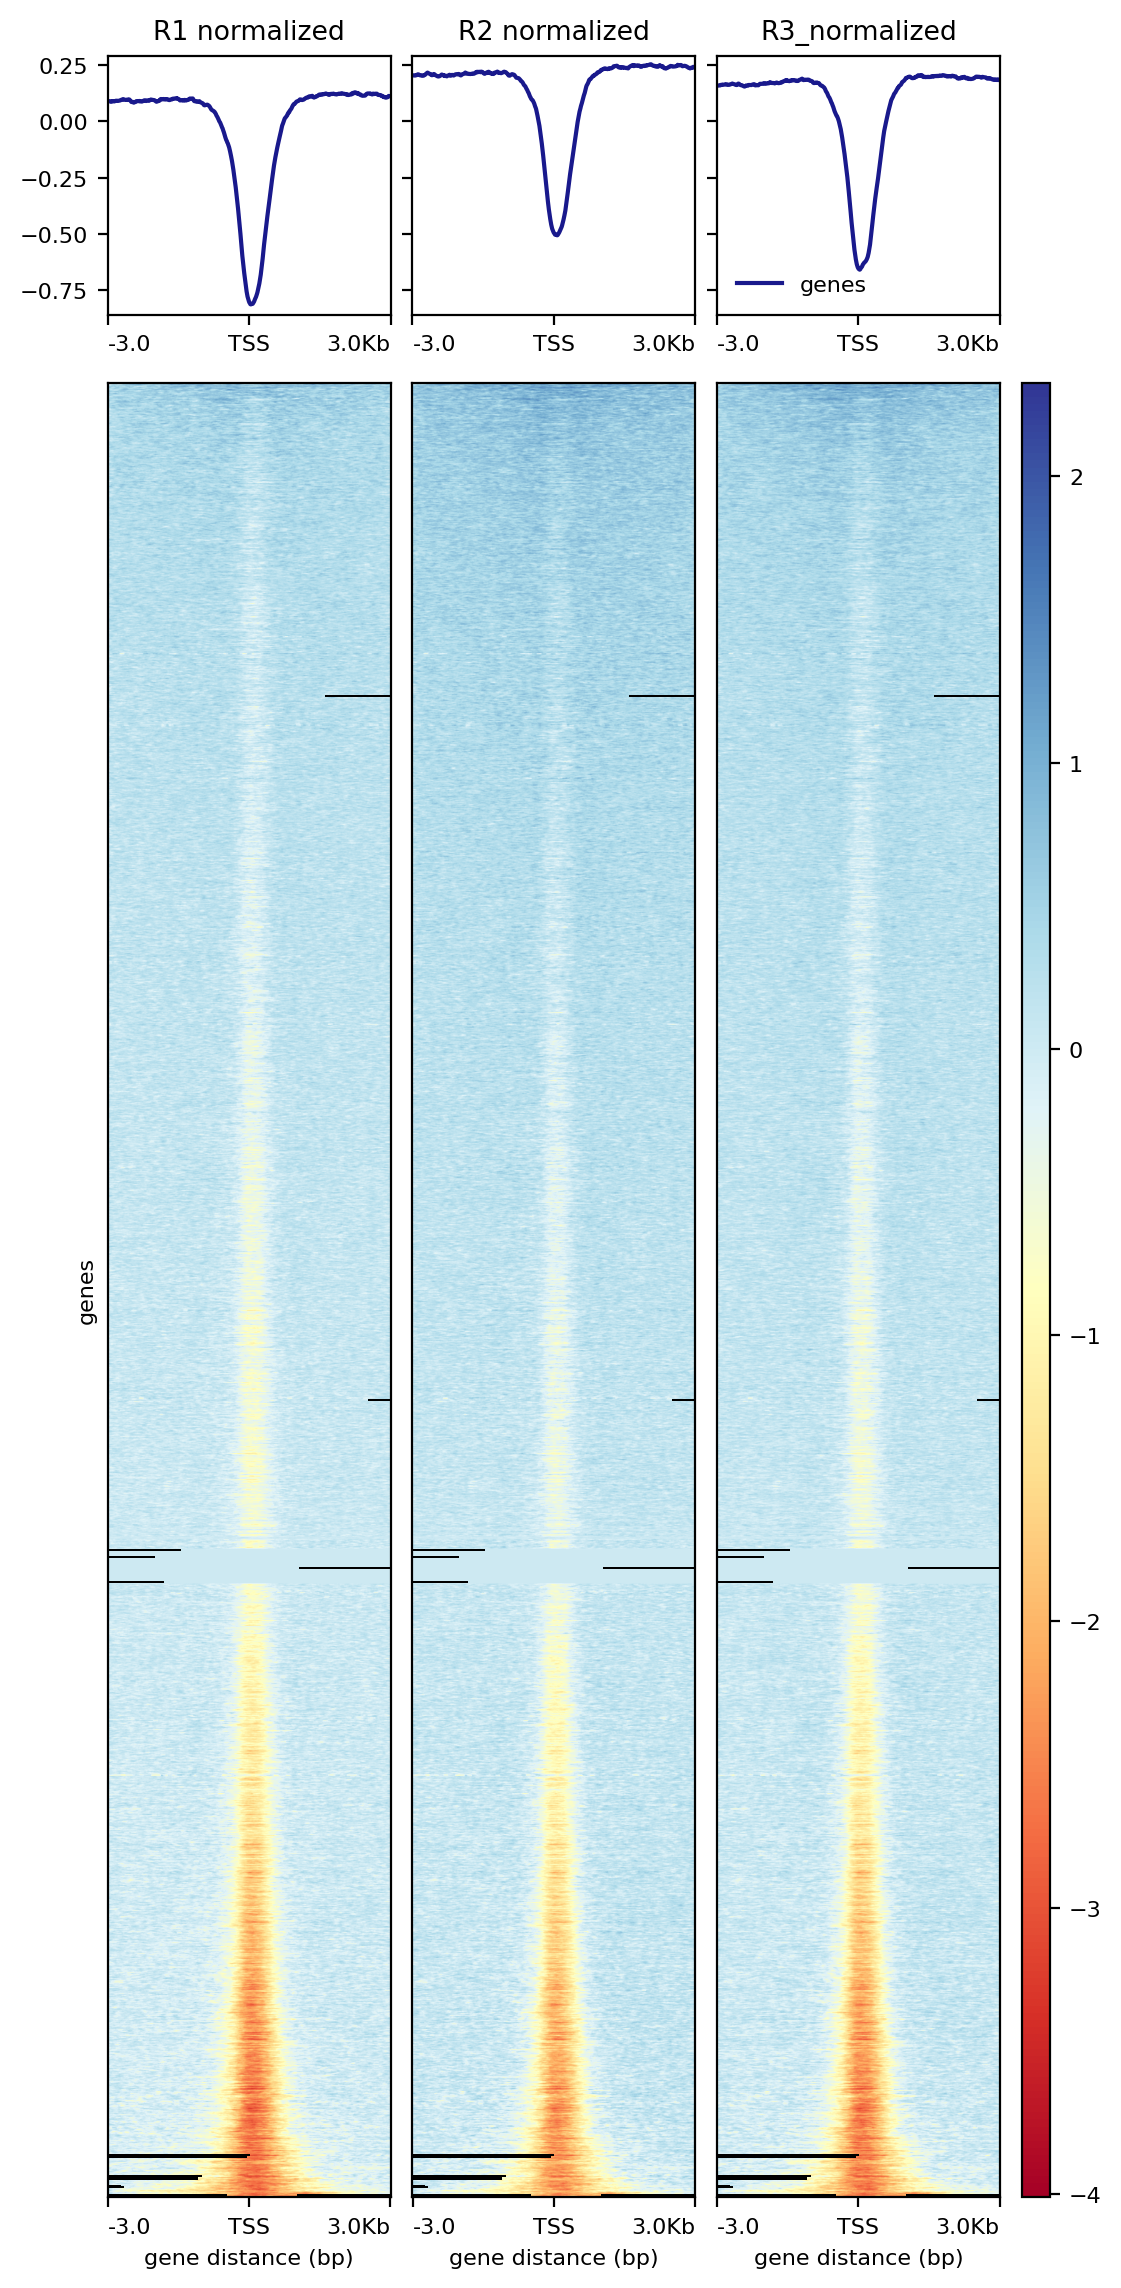 R1 normalized
R2 normalized
R3_normalized
0.25
0.00
−0.25
−0.50
−0.75
genes
-3.0 TSS 3.0Kb
-3.0 TSS 3.0Kb
-3.0 TSS 3.0Kb
genes
2
1
0
−1
−2
−3
−4
-3.0 TSS 3.0Kb
-3.0 TSS 3.0Kb
-3.0 TSS 3.0Kb
gene distance (bp)
gene distance (bp)
gene distance (bp)